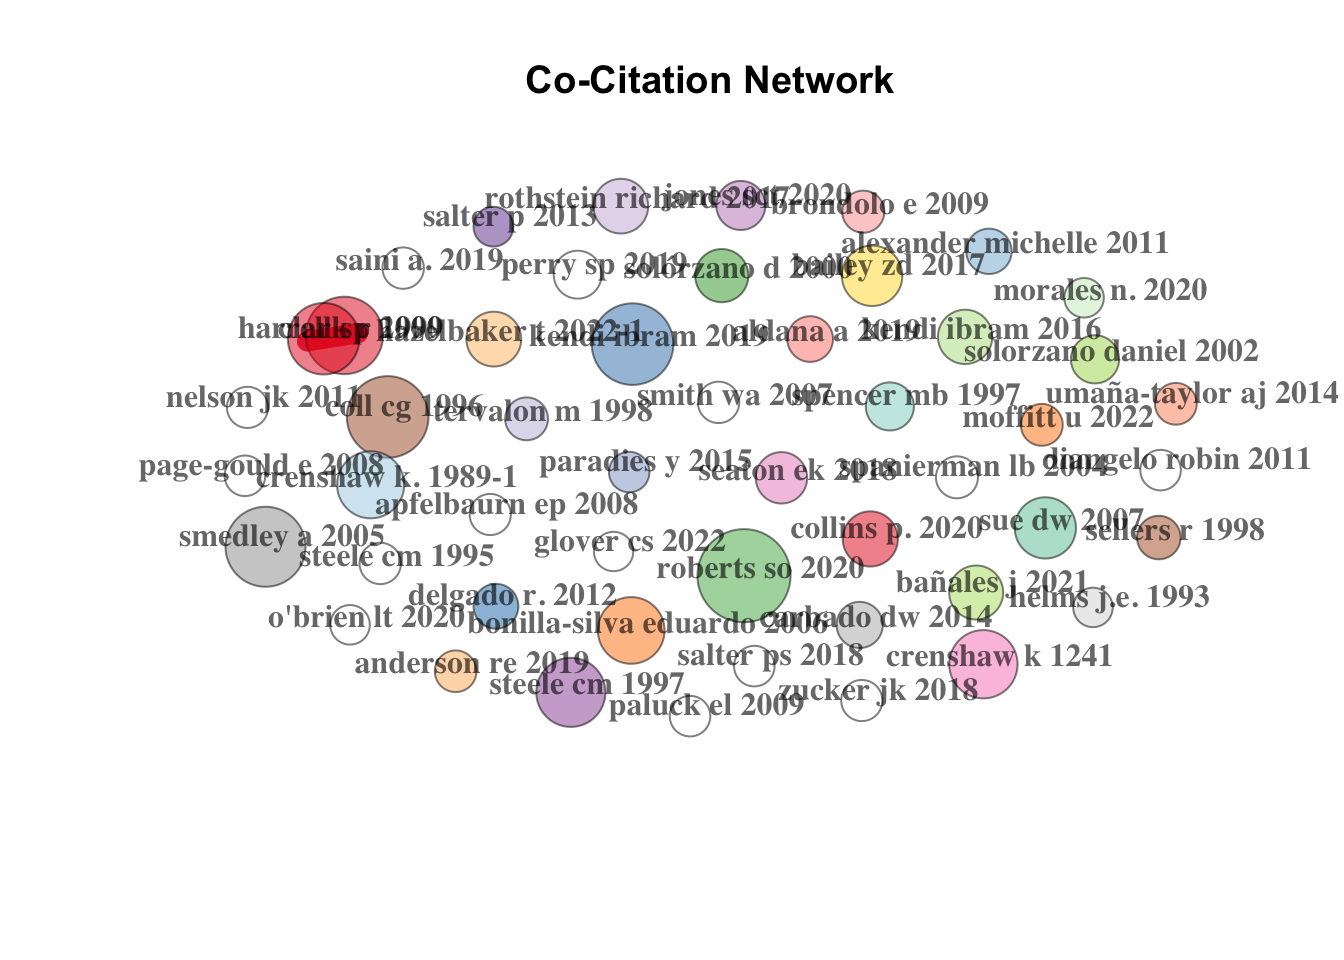 Co-Citation Network
rothstein richard 2017
jones sct 2020
brondolo e 2009
salter p 2013
alexander michelle 2011
saini a. 2019
perry sp 2019
solorzano d 2000
bailey zd 2017
morales n. 2020
hazelbaker t 2022-1
kendi ibram 2019
aldana a 2019
kendi ibram 2016
solorzano daniel 2002
nelson jk 2011
coll cg 1996
tervalon m 1998
smith wa 2007
spencer mb 1997
umaña-taylor aj 2014
moffitt u 2022
page-gould e 2008
crenshaw k. 1989-1
paradies y 2015
seaton ek 2018
spanierman lb 2004
diangelo robin 2011
apfelbaurn ep 2008
smedley a 2005
steele cm 1995
glover cs 2022
collins p. 2020
sue dw 2007
sellers r 1998
roberts so 2020
delgado r. 2012
bañales j 2021
helms j.e. 1993
o'brien lt 2020
bonilla-silva eduardo 2006
carbado dw 2014
anderson re 2019
salter ps 2018
crenshaw k 1241
steele cm 1997
zucker jk 2018
paluck el 2009